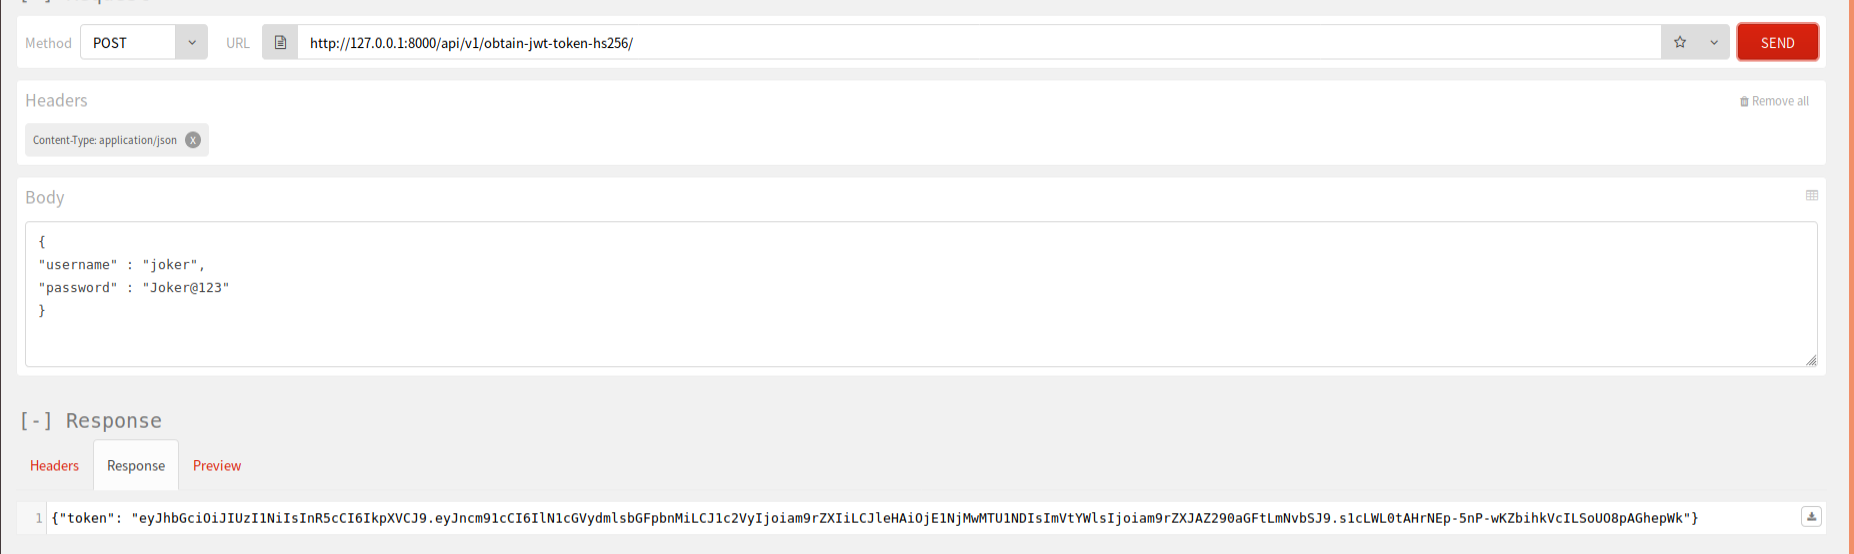 Method POST URL http://127.0.0.1:8000/api/v1/obtain-jwt-token-hs256/ SEND
Headers Remove all
Content-Type: application/json x
Body
{
"username" : "joker",
"password" : "Joker@123"
}
[-] Response
Headers Response Preview
1 {"token": "eyJhbGciOiJIUzI1NiIsInR5cCI6IkpXVCJ9.eyJncm91cCI6IlN1cGVydmlsbGFpbnMiLCJ1c2VyIjoiam9rZXIiLCJleHAiOjE1NjMwMTU1NDIsImVtYWlsIjoiam9rZXJAZ290aGFtLmNvbSJ9.s1cLWL0tAHrNEp-5nP-wKZbihkVcILSoUO8pAGhepWk"}